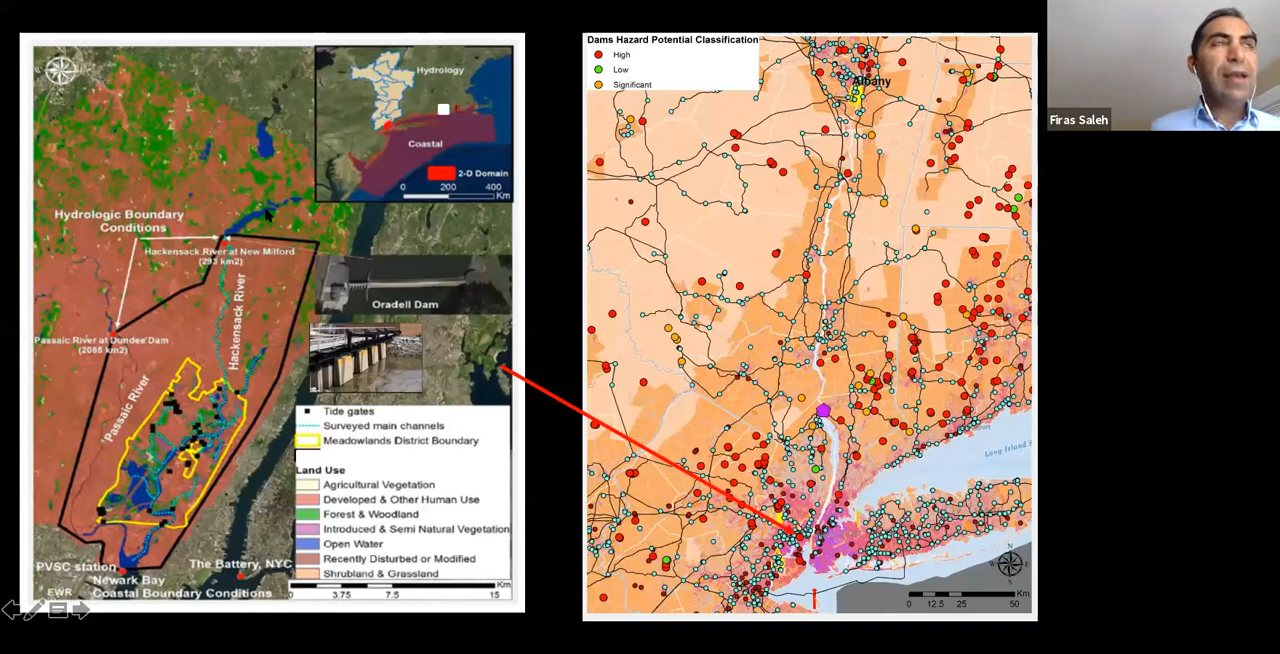 Hydrology
Coastal
2-D Domain
0 200 400
Km
Hydrologic Boundary
Conditions
Hackensack River at New Milford
(293 km2)
Hackensack River
Oradell Dam
Passaic River at Dundee Dam
(2085 km2)
Passaic River
Tide gates
Surveyed main channels
Meadowlands District Boundary
Land Use
Agricultural Vegetation
Developed & Other Human Use
Forest & Woodland
Introduced & Semi Natural Vegetation
Open Water
Recently Disturbed or Modified
Shrubland & Grassland
PVSC station
The Battery, NYC
Newark Bay
Coastal Boundary Conditions
EWR
Km
0 3.75 7.5 15
Dams Hazard Potential Classification
High
Low
Significant
Albany
Long Island S
N
W E
S
Km
0 12.5 25 50
Firas Saleh